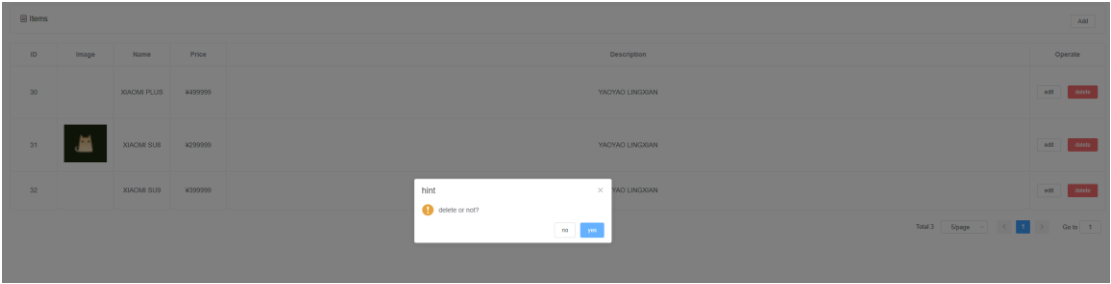 Items
Add
ID Image Name Price Description Operate
30 XIAOMI PLUS ¥499999 YAOYAO LINGXIAN edit delete
31 XIAOMI SU8 ¥299999 YAOYAO LINGXIAN edit delete
32 XIAOMI SU9 ¥399999 YAO LINGXIAN edit delete
hint ×
delete or not?
no yes
Total 3 5/page 1 Go to 1